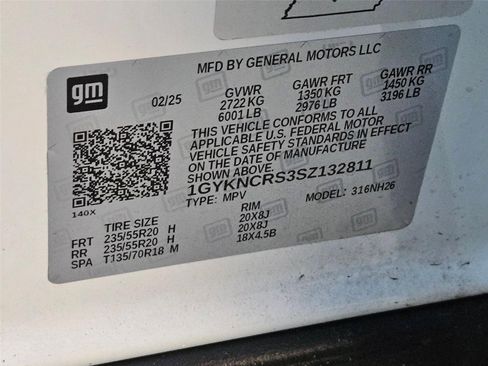 gm
MFD BY GENERAL MOTORS LLC
02/25
GVWR GAWR FRT GAWR RR
2722 KG 1350 KG 1450 KG
6001 LB 2976 LB 3196 LB
THIS VEHICLE CONFORMS TO ALL
APPLICABLE U.S. FEDERAL MOTOR
VEHICLE SAFETY STANDARDS IN EFFECT
ON THE DATE OF MANUFACTURE
SHOWN ABOVE.
1GYKNCRS3SZ132811
TYPE: MPV MODEL: 316NH26
140X
TIRE SIZE RIM
FRT 235/55R20 H 20X8J
RR 235/55R20 H 20X8J
SPA T135/70R18 M 18X4.5B